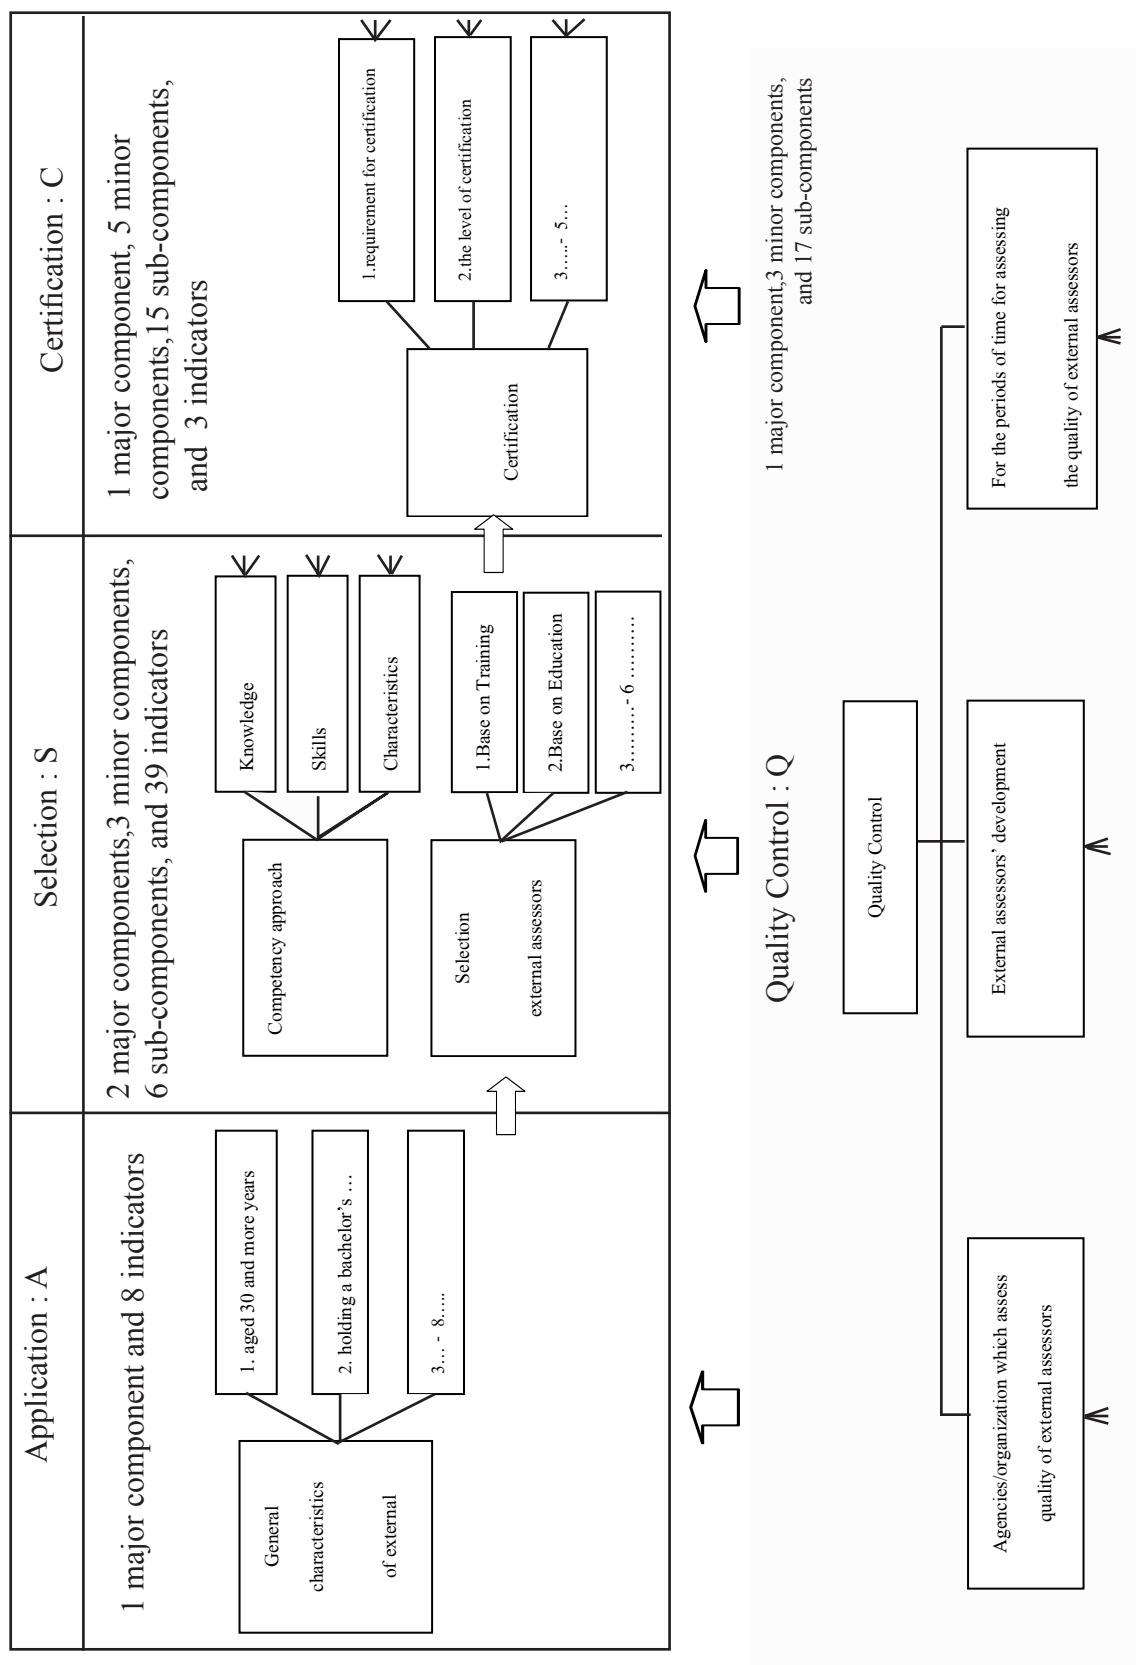 Application : A
1 major component and 8 indicators
General
characteristics
of external
1. aged 30 and more years
2. holding a bachelor's …
3… - 8…..
Selection : S
2 major components,3 minor components,
6 sub-components, and 39 indicators
Competency approach
Knowledge
Skills
Characteristics
Selection
external assessors
1.Base on Training
2.Base on Education
3………- 6 ……….
Certification : C
1 major component, 5 minor
components,15 sub-components,
and 3 indicators
Certification
1.requirement for certification
2.the level of certification
3…..- 5…
Quality Control : Q
1 major component,3 minor components,
and 17 sub-components
Quality Control
Agencies/organization which assess
quality of external assessors
External assessors' development
For the periods of time for assessing
the quality of external assessors